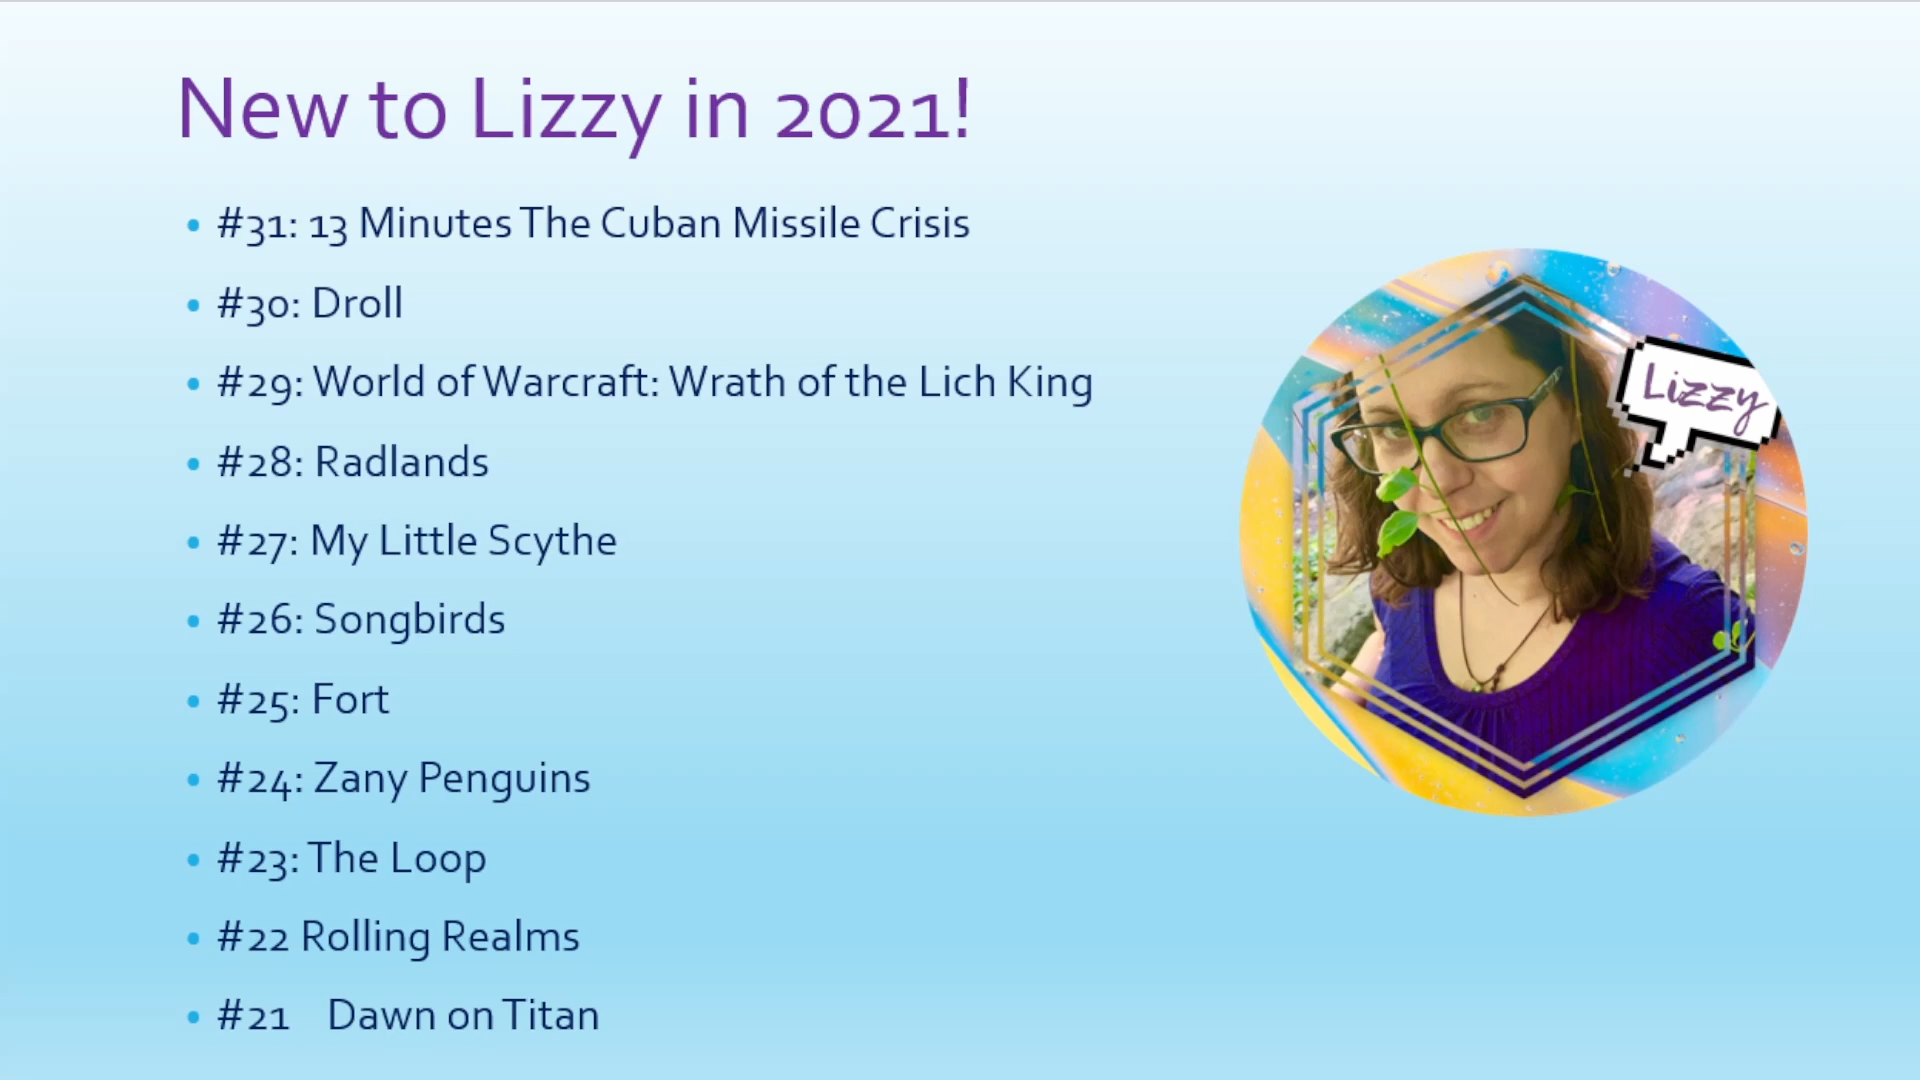 New to Lizzy in 2021!
• #31: 13 Minutes The Cuban Missile Crisis
• #30: Droll
• #29: World of Warcraft: Wrath of the Lich King
• #28: Radlands
• #27: My Little Scythe
• #26: Songbirds
• #25: Fort
• #24: Zany Penguins
• #23: The Loop
• #22 Rolling Realms
• #21 Dawn on Titan
Lizzy